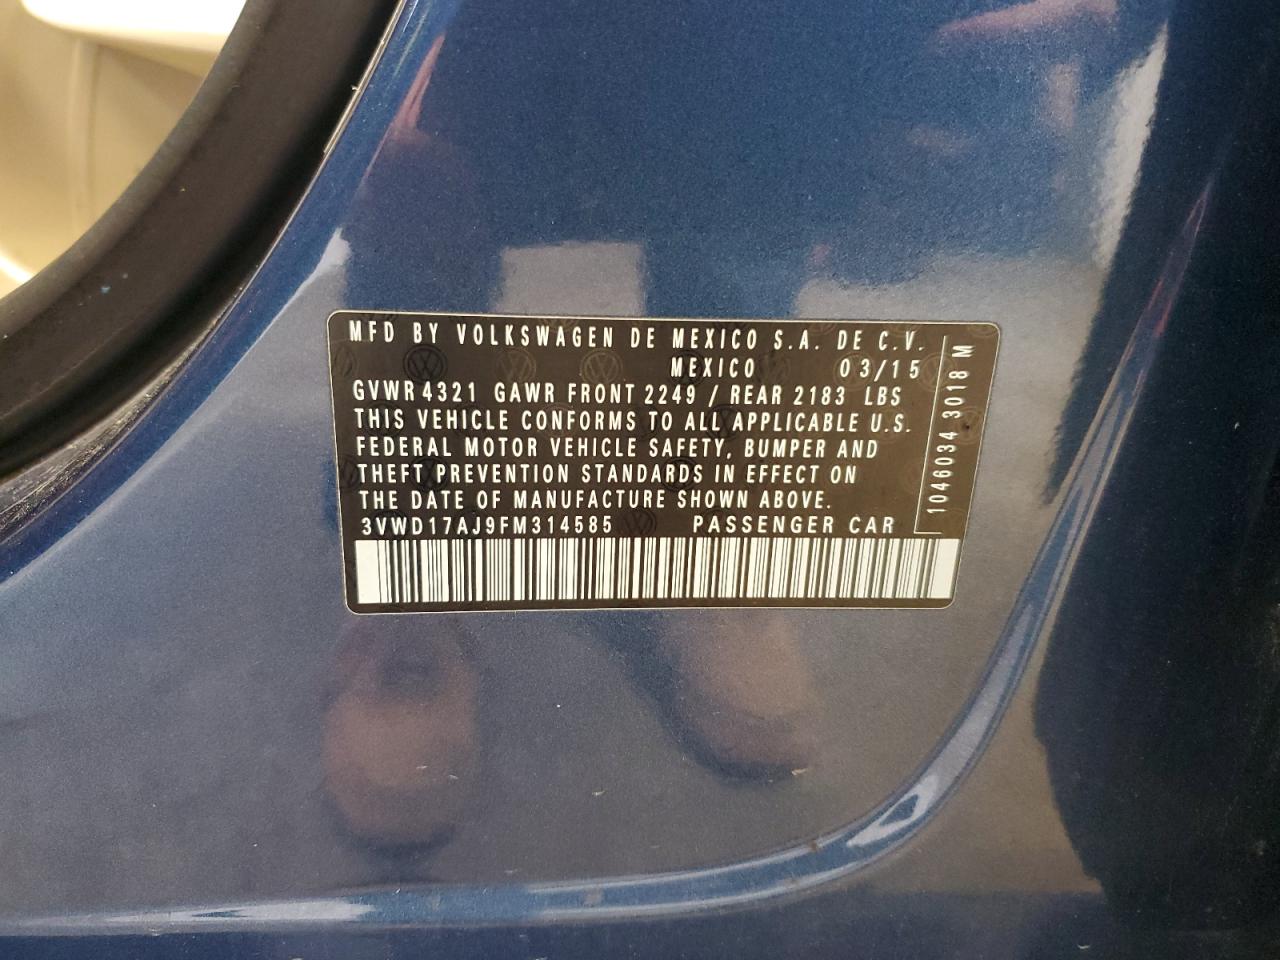 MFD BY VOLKSWAGEN DE MEXICO S.A. DE C.V.
MEXICO 03/15
GVWR 4321 GAWR FRONT 2249 / REAR 2183 LBS
THIS VEHICLE CONFORMS TO ALL APPLICABLE U.S.
FEDERAL MOTOR VEHICLE SAFETY, BUMPER AND
THEFT PREVENTION STANDARDS IN EFFECT ON
THE DATE OF MANUFACTURE SHOWN ABOVE.
3VWD17AJ9FM314585 PASSENGER CAR
1046034 3018 M